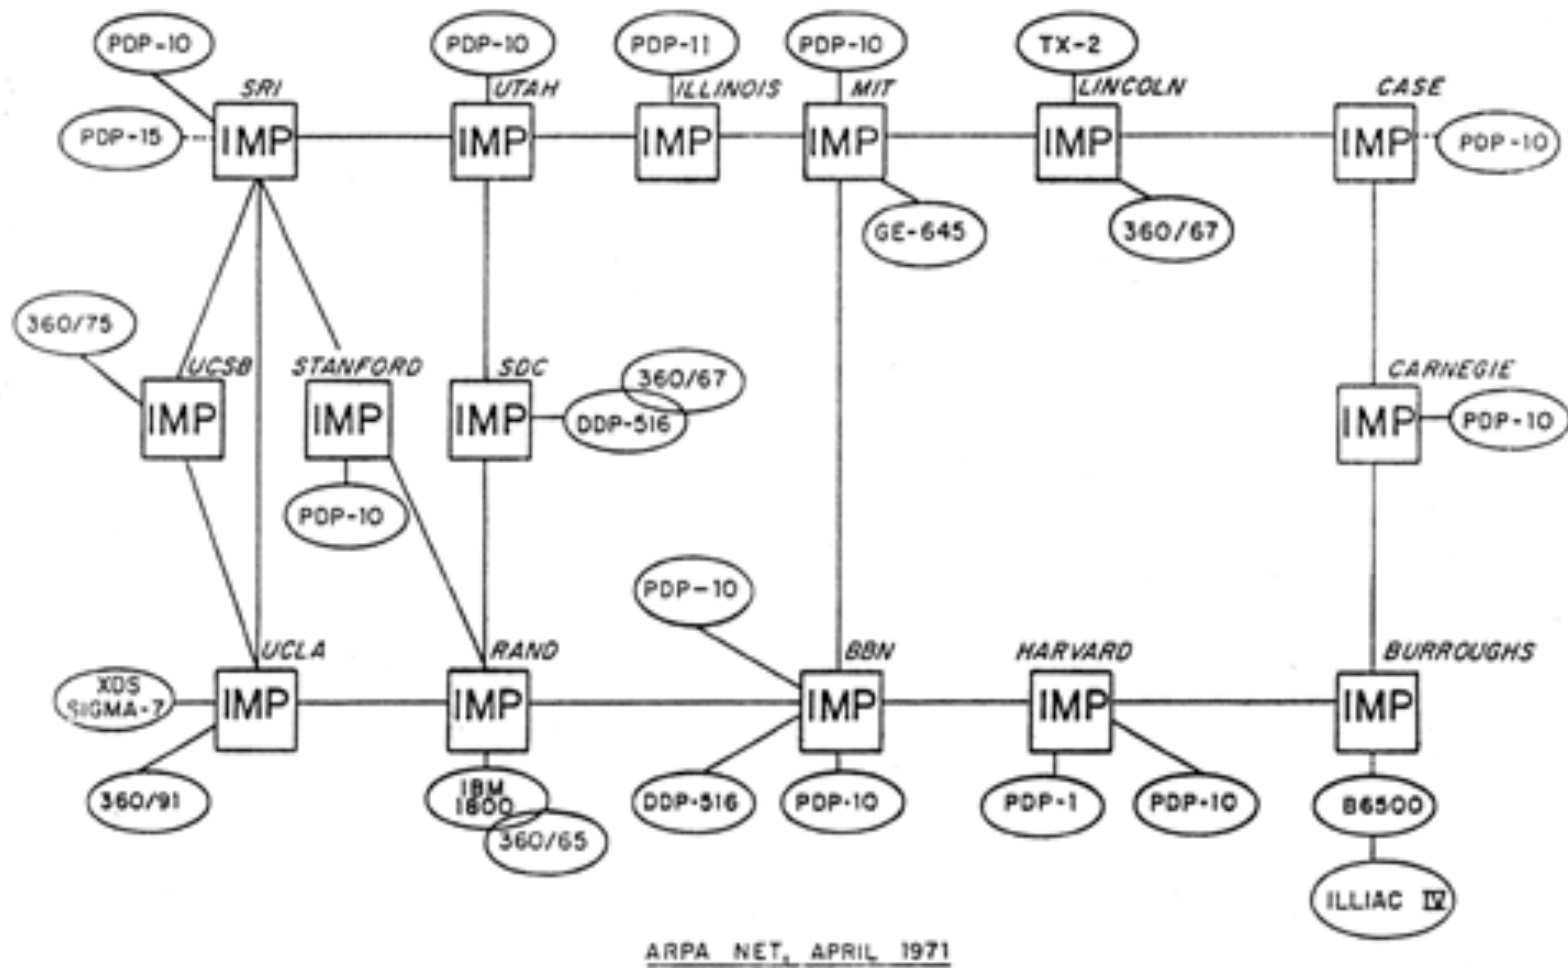 PDP-10
PDP-10
PDP-11
PDP-10
TX-2
SRI
UTAH
ILLINOIS
MIT
LINCOLN
CASE
PDP-15
IMP
IMP
IMP
IMP
IMP
IMP
PDP-10
GE-645
360/67
360/75
UCSB
STANFORD
SDC
360/67
CARNEGIE
IMP
IMP
IMP
DDP-516
IMP
PDP-10
PDP-10
PDP-10
UCLA
RAND
BBN
HARVARD
BURROUGHS
XDS
SIGMA-7
IMP
IMP
IMP
IMP
IMP
360/91
IBM
1800
360/65
DDP-516
PDP-10
PDP-1
PDP-10
B6500
ILLIAC IV
ARPA NET, APRIL 1971